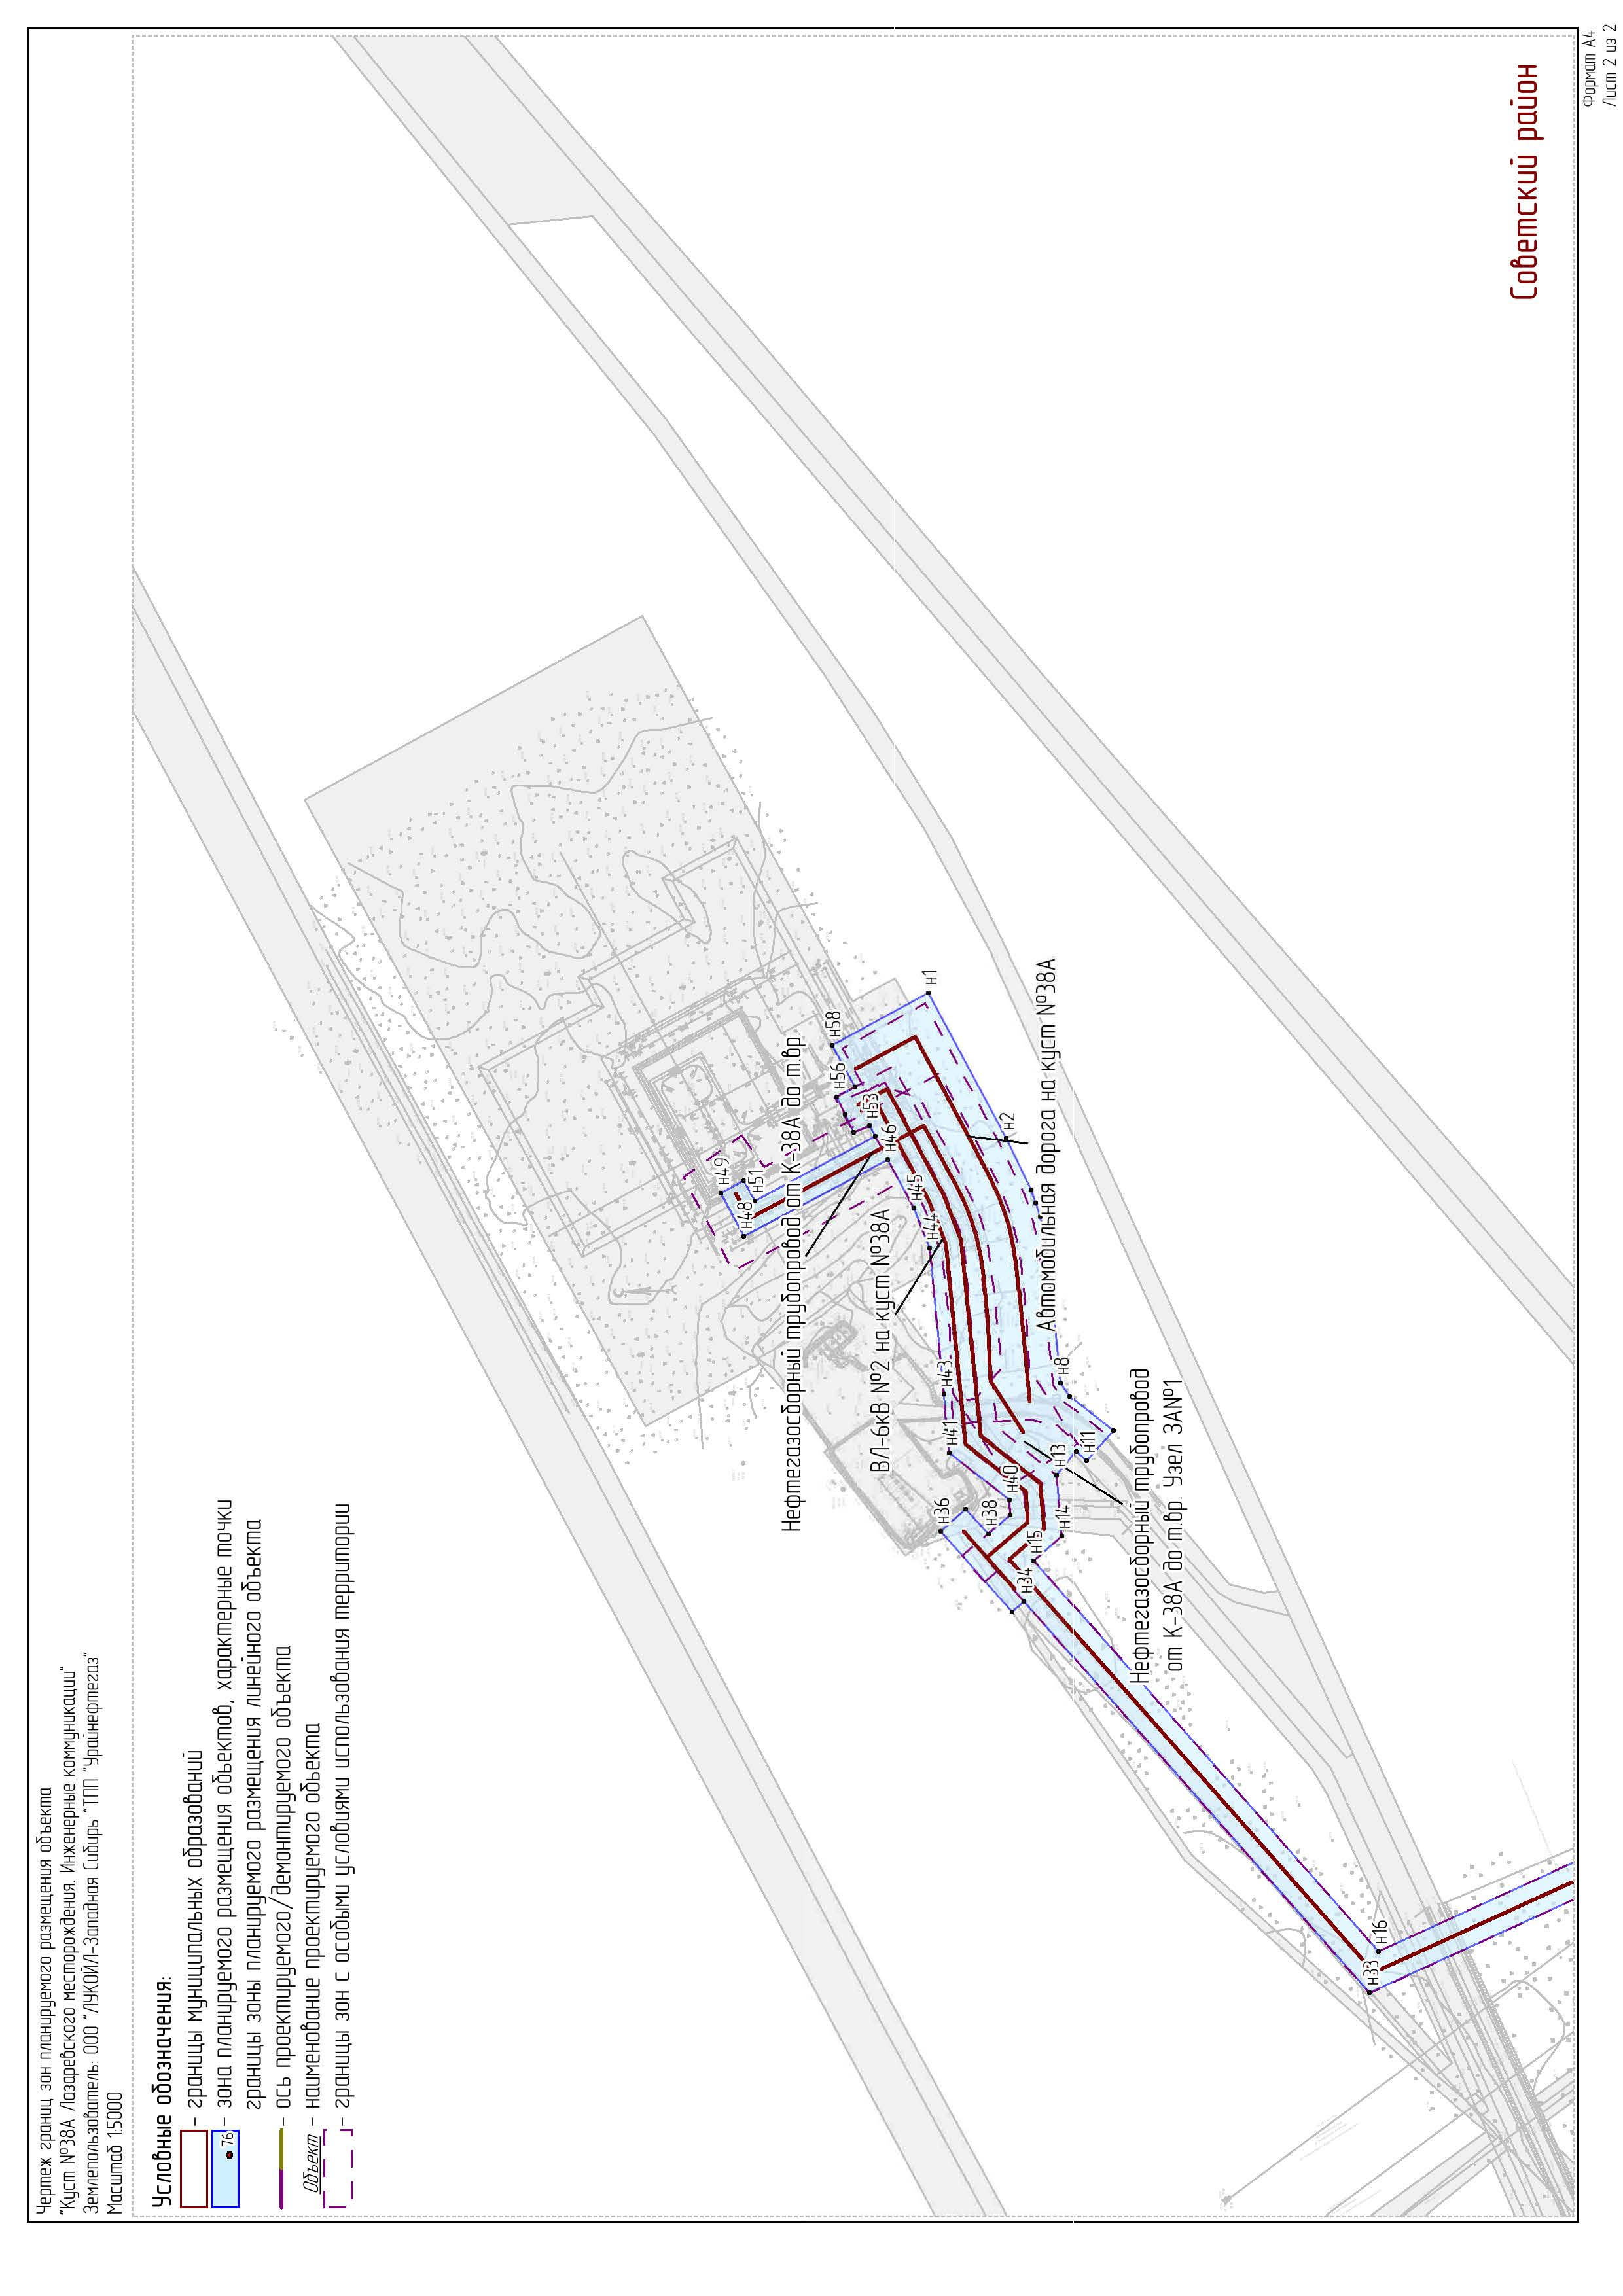 Чертеж границ зон планируемого размещения объекта
"Куст №38А Лазаревского месторождения. Инженерные коммуникации"
Землепользователь: ООО "ЛУКОЙЛ-Западная Сибирь "ТПП "Урайнефтегаз"
Масштаб 1:5000
Условные обозначения:
- границы муниципальных образований
76
- зона планируемого размещения объектов, характерные точки
границы зоны планируемого размещения линейного объекта
- ось проектируемого/демонтируемого объекта
Объект
- наименование проектируемого объекта
- границы зон с особыми условиями использования территории
н49
н48
н51
Нефтегазосборный трубопровод от К-38А до т.вр.
н58
н56
н53
н46
ВЛ-6кВ №2 на куст №38А
н45
н44
н1
н43
н41
н36
н38
н40
н2
н34
н15
Автомобильная дорога на куст №38А
н13
н14
н8
н11
Нефтегазосборный трубопровод
от К-38А до т.вр. Узел ЗА№1
н33
н16
Советский район
Формат А4
Лист 2 из 2